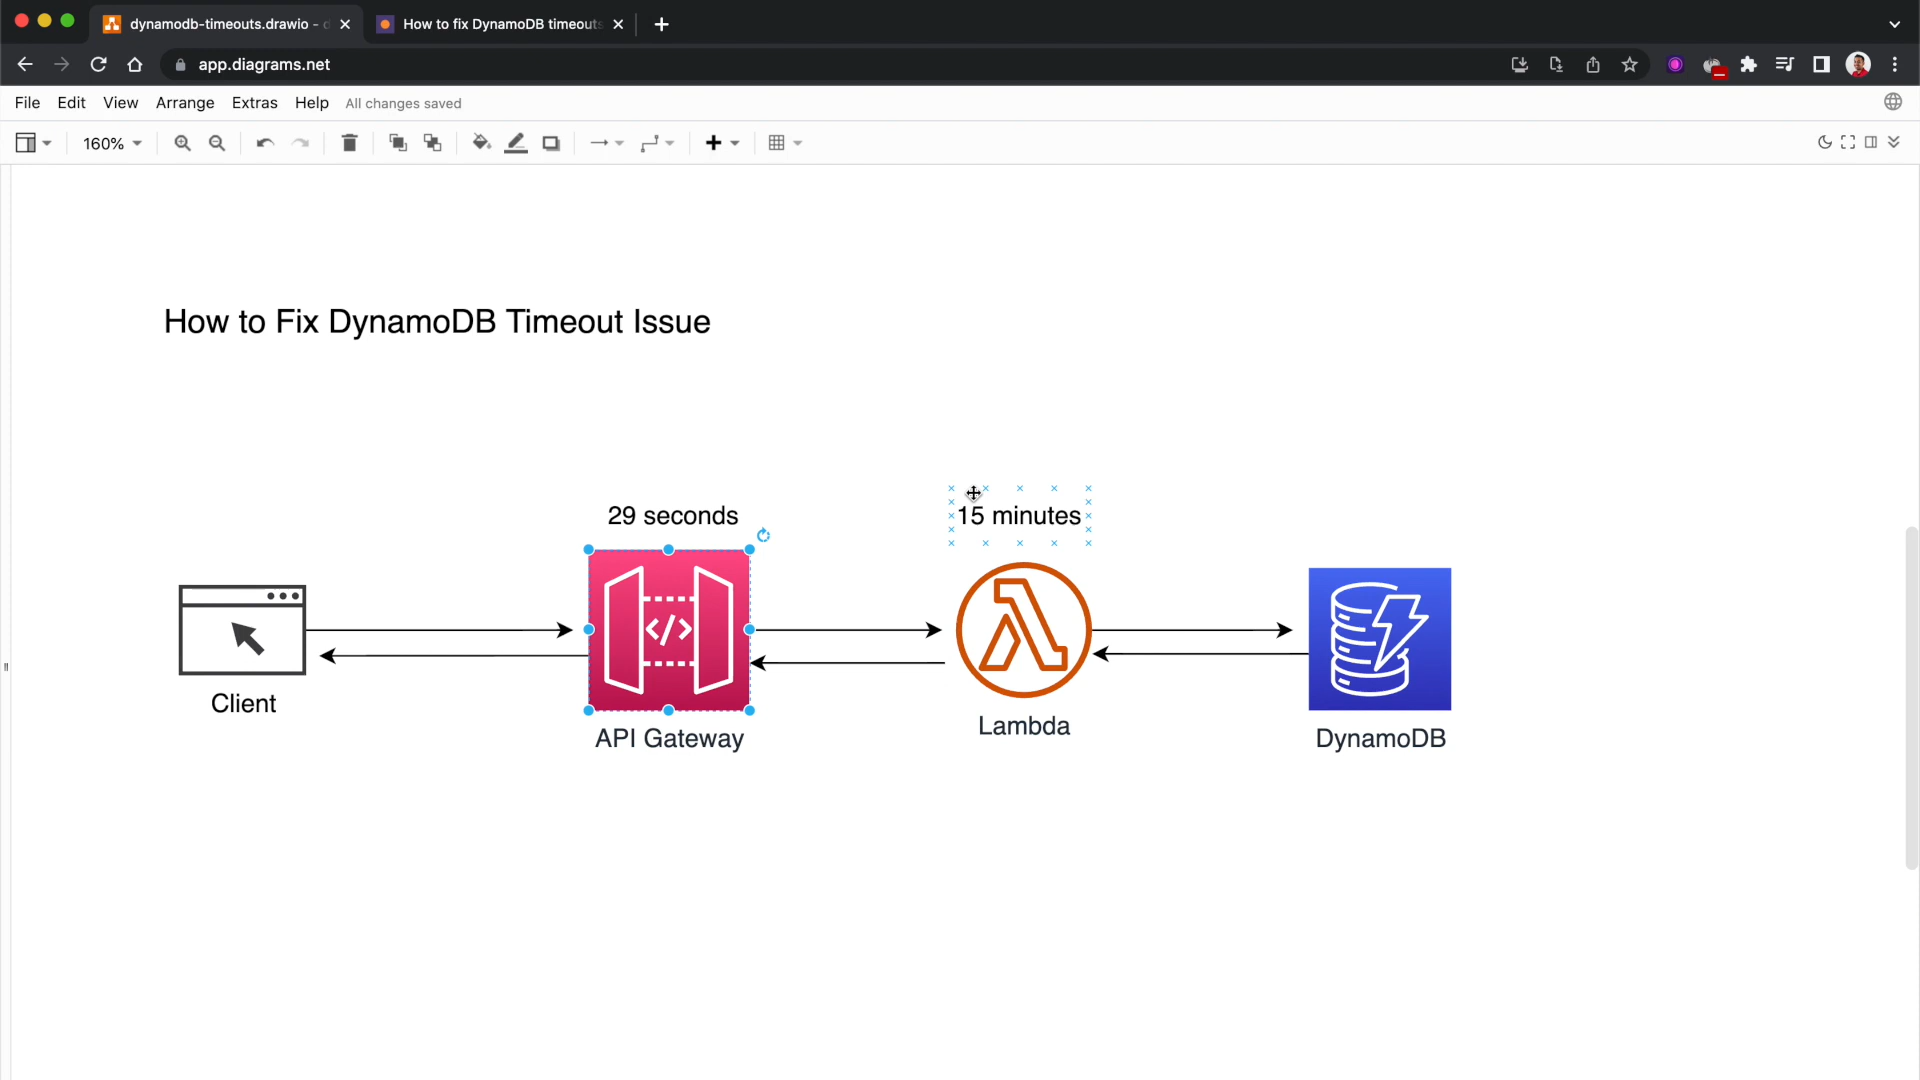 dynamodb-timeouts.drawio - d
How to fix DynamoDB timeouts
app.diagrams.net
File Edit View Arrange Extras Help All changes saved
160%
How to Fix DynamoDB Timeout Issue
29 seconds
15 minutes
Client
API Gateway
Lambda
DynamoDB